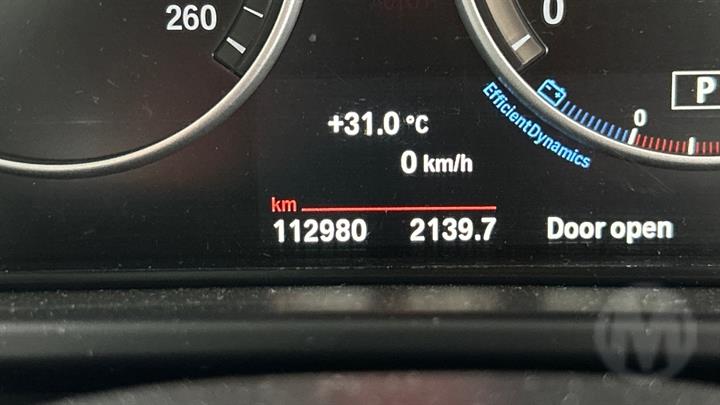 260
0
P
EfficientDynamics
0
+31.0 °C
0 km/h
km
112980 2139.7 Door open
M